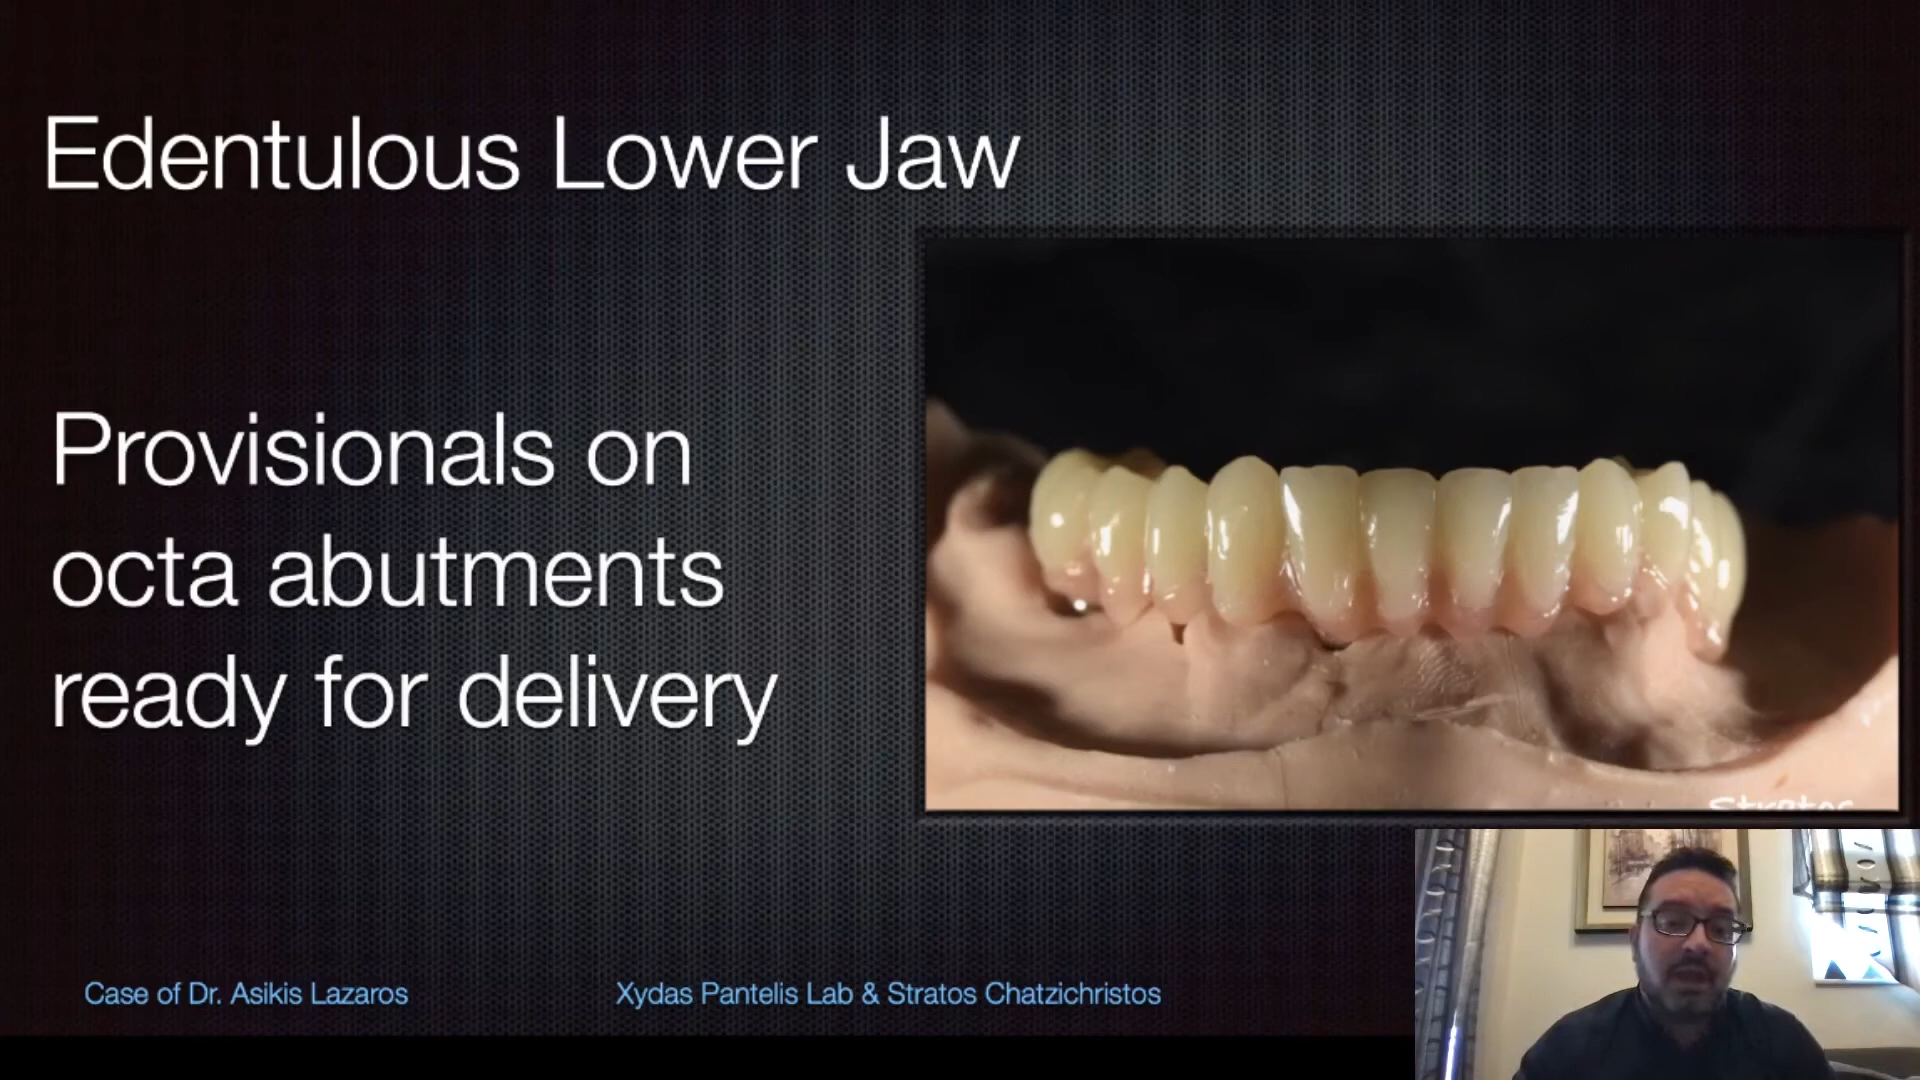 Edentulous Lower Jaw
Provisionals on
octa abutments
ready for delivery
Stratos
Case of Dr. Asikis Lazaros
Xydas Pantelis Lab & Stratos Chatzichristos